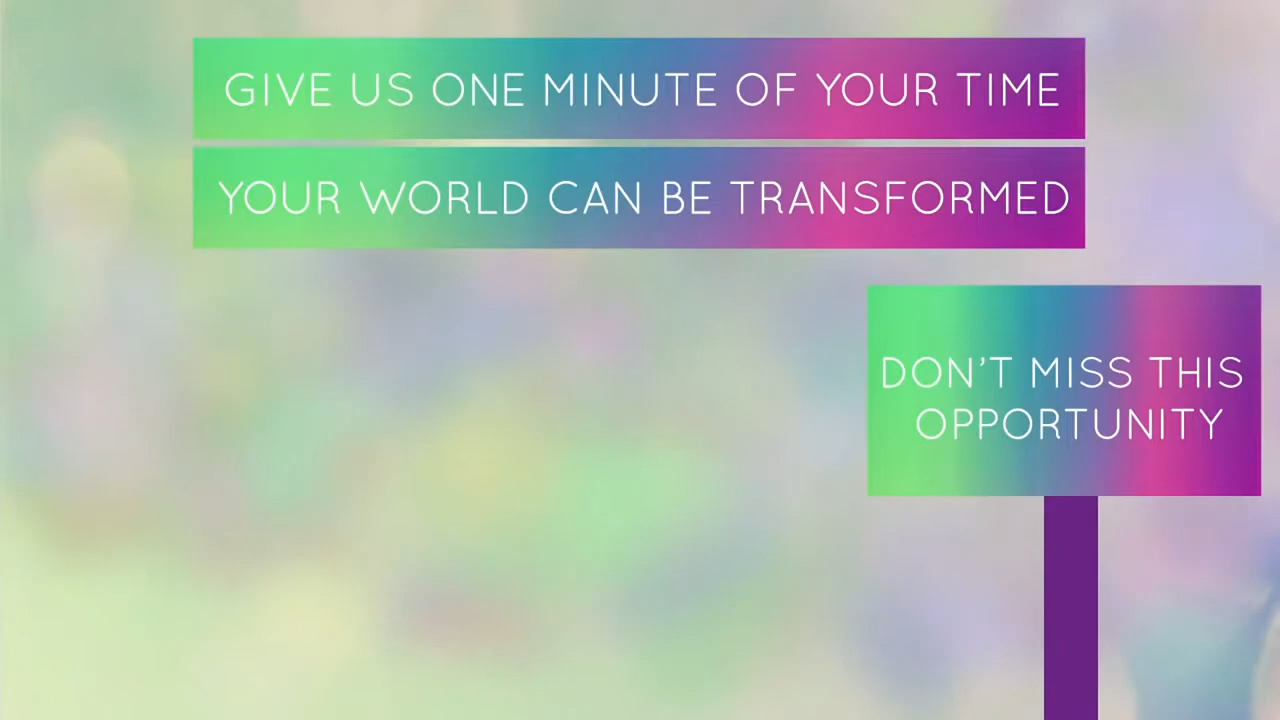 GIVE US ONE MINUTE OF YOUR TIME
YOUR WORLD CAN BE TRANSFORMED
DON'T MISS THIS
OPPORTUNITY